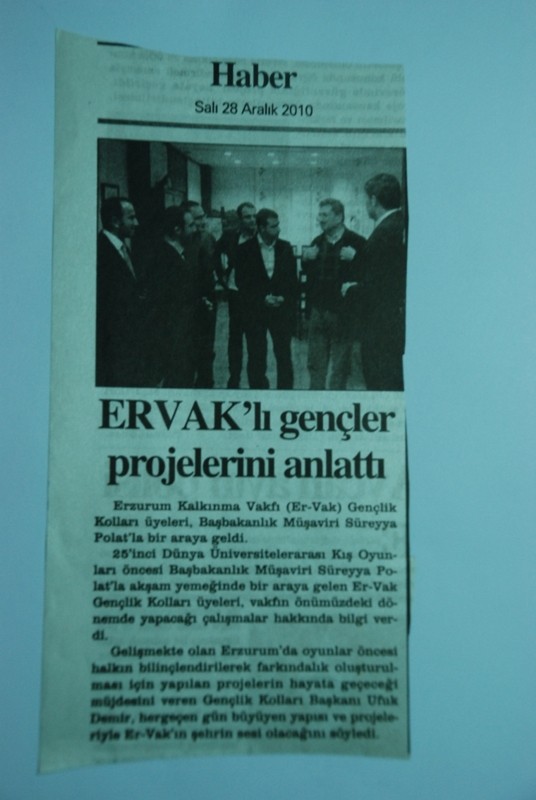 Haber
Salı 28 Aralık 2010
ERVAK'lı gençler
projelerini anlattı
Erzurum Kalkınma Vakfı (Er-Vak) Gençlik
Kolları üyeleri, Başbakanlık Müşaviri Süreyya
Polat'la bir araya geldi.
25'inci Dünya Üniversitelerarası Kış Oyun-
ları öncesi Başbakanlık Müşaviri Süreyya Po-
lat'la akşam yemeğinde bir araya gelen Er-Vak
Gençlik Kolları üyeleri, vakfın önümüzdeki dö-
nemde yapacağı çalışmalar hakkında bilgi ver-
di.
Gelişmekte olan Erzurum'da oyunlar öncesi
halkın bilinçlendirilerek farkındalık oluşturul-
ması için yapılan projelerin hayata geçeceği
müjdesini veren Gençlik Kolları Başkanı Ufuk
Demir, hergeçen gün büyüyen yapısı ve projele-
riyle Er-Vak'ın şehrin sesi olacağını söyledi.